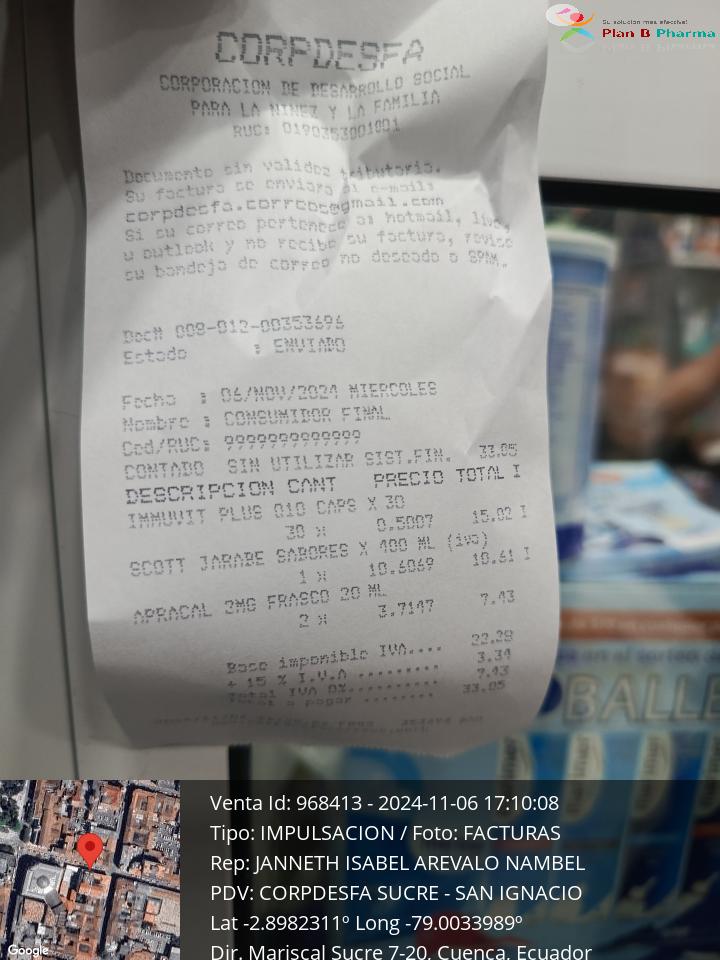 Su solucion mas efectiva!
Plan B Pharma
CORPDESFA
CORPORACION DE DESARROLLO SOCIAL
PARA LA NINEZ Y LA FAMILIA
RUC: 0190353001001
Documento sin validez tributaria.
Su factura se enviara al e-mail:
corpdesfa.correos@gmail.com
Si su correo pertenece a: hotmail, live,
u outlook y no recibe su factura, revise
su bandeja de correo no deseado o SPAM.
Doc# 008-012-00353696
Estado : ENVIADO
Fecha : 06/NOV/2024 MIERCOLES
Nombre : CONSUMIDOR FINAL
Ced/RUC: 9999999999999
CONTADO SIN UTILIZAR SIST.FIN. 33.05
DESCRIPCION CANT PRECIO TOTAL I
IMMUVIT PLUS Q10 CAPS X 30
30 x 0.5007 15.02 I
SCOTT JARABE SABORES X 400 ML (iva)
1 x 10.6069 10.61 I
APRACAL 2MG FRASCO 20 ML
2 x 3.7147 7.43
Base imponible IVA.... 22.28
+ 15 % I.V.A ......... 3.34
Total IVA 0%.......... 7.43
Total a pagar ........ 33.05
BALLE
Venta Id: 968413 - 2024-11-06 17:10:08
Tipo: IMPULSACION / Foto: FACTURAS
Rep: JANNETH ISABEL AREVALO NAMBEL
PDV: CORPDESFA SUCRE - SAN IGNACIO
Lat -2.8982311º Long -79.0033989º
Dir. Mariscal Sucre 7-20, Cuenca, Ecuador
Google